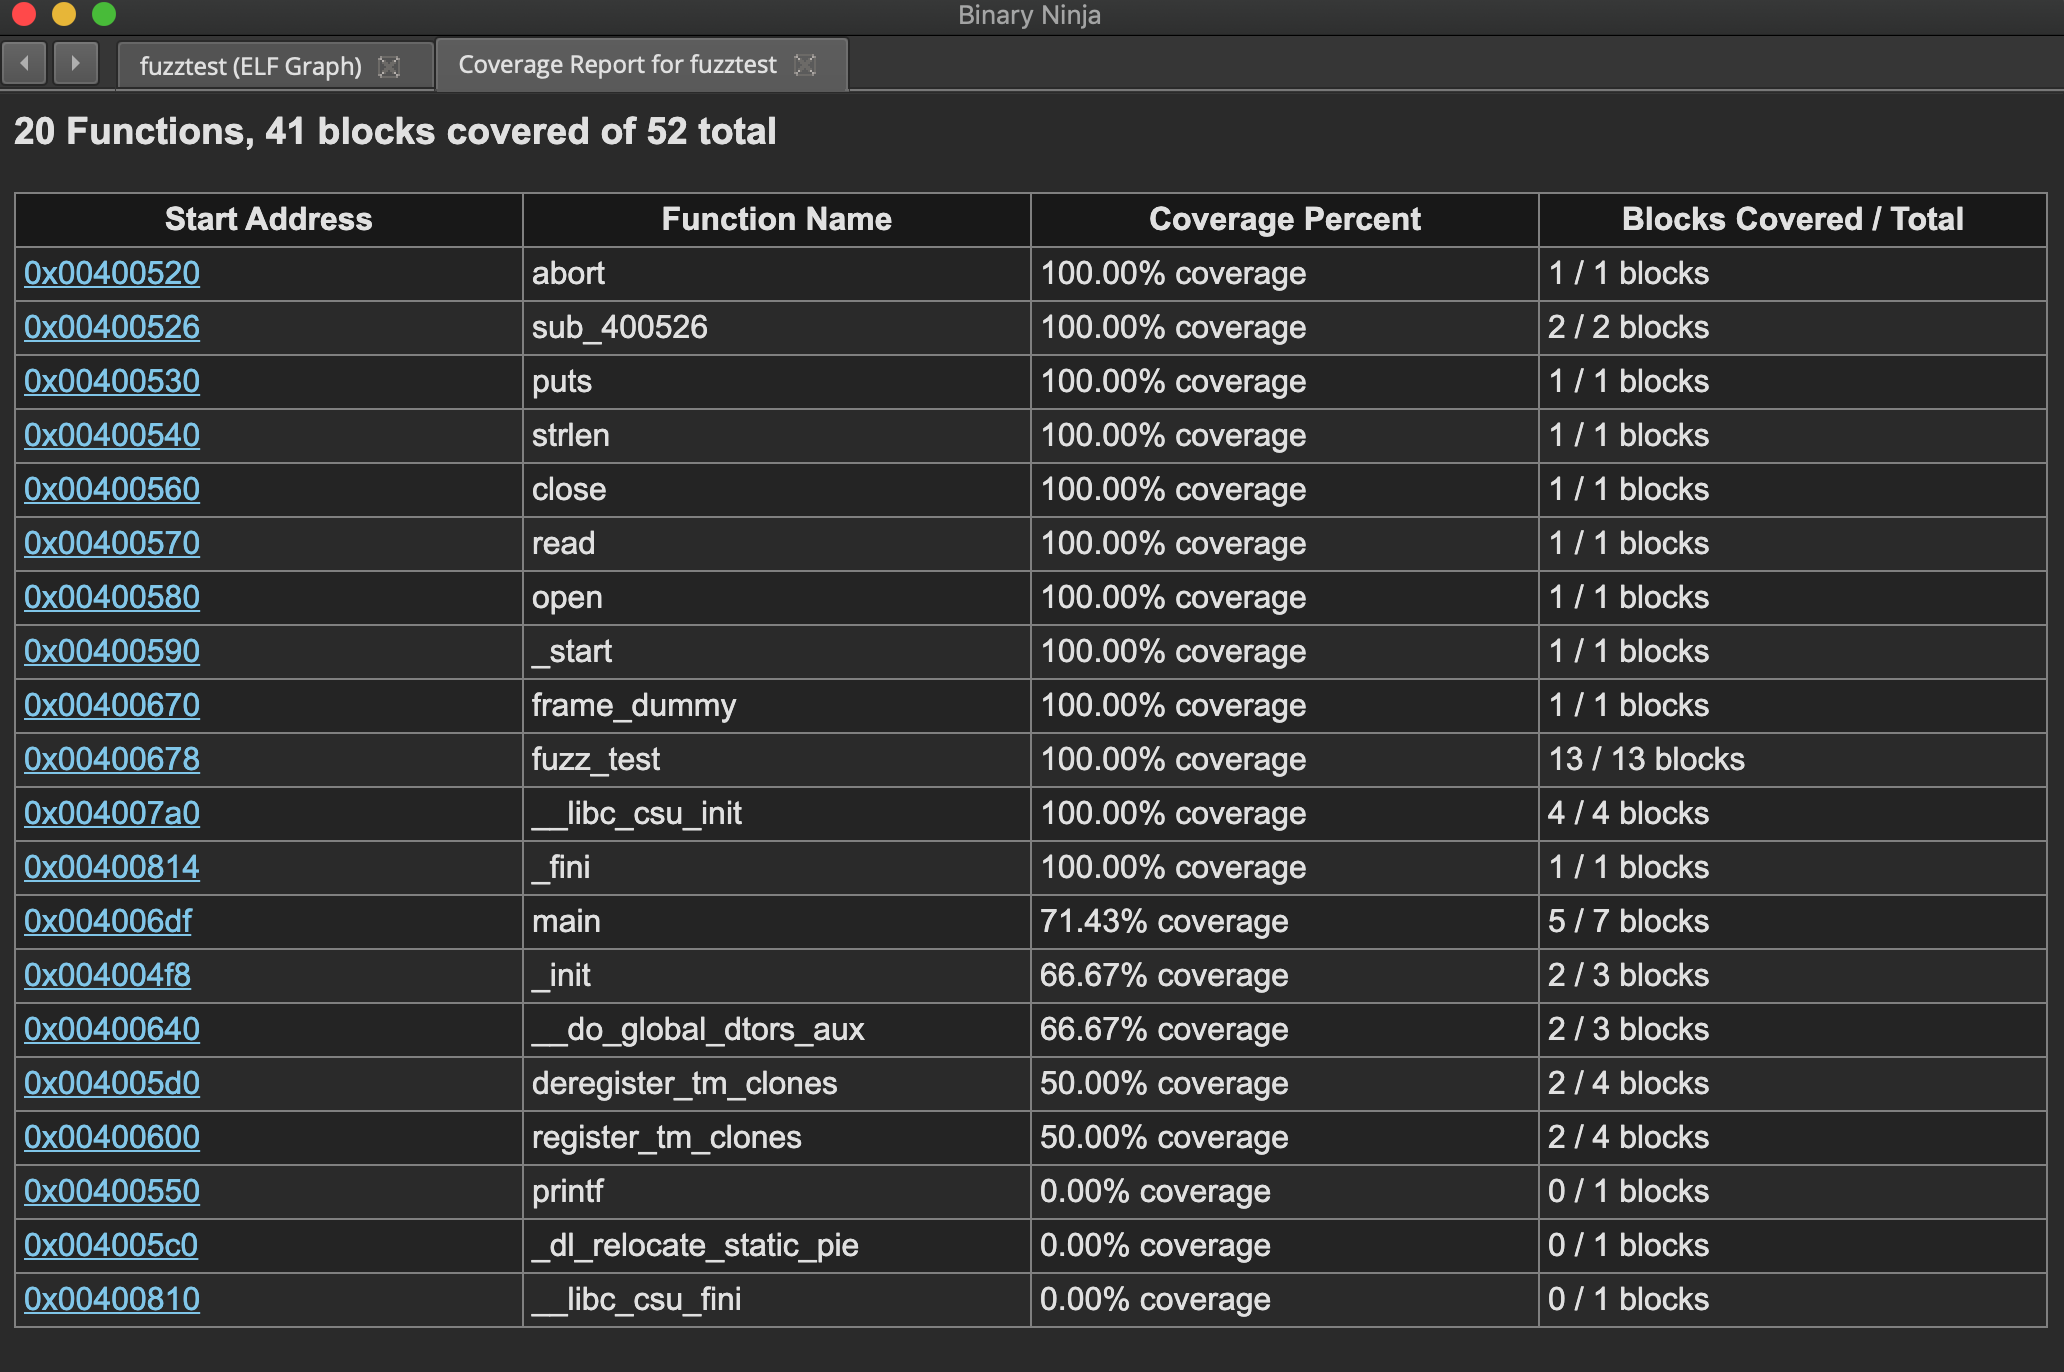 Binary Ninja
fuzztest (ELF Graph) Coverage Report for fuzztest
20 Functions, 41 blocks covered of 52 total
Start Address Function Name Coverage Percent Blocks Covered / Total
0x00400520 abort 100.00% coverage 1 / 1 blocks
0x00400526 sub_400526 100.00% coverage 2 / 2 blocks
0x00400530 puts 100.00% coverage 1 / 1 blocks
0x00400540 strlen 100.00% coverage 1 / 1 blocks
0x00400560 close 100.00% coverage 1 / 1 blocks
0x00400570 read 100.00% coverage 1 / 1 blocks
0x00400580 open 100.00% coverage 1 / 1 blocks
0x00400590 _start 100.00% coverage 1 / 1 blocks
0x00400670 frame_dummy 100.00% coverage 1 / 1 blocks
0x00400678 fuzz_test 100.00% coverage 13 / 13 blocks
0x004007a0 __libc_csu_init 100.00% coverage 4 / 4 blocks
0x00400814 _fini 100.00% coverage 1 / 1 blocks
0x004006df main 71.43% coverage 5 / 7 blocks
0x004004f8 _init 66.67% coverage 2 / 3 blocks
0x00400640 __do_global_dtors_aux 66.67% coverage 2 / 3 blocks
0x004005d0 deregister_tm_clones 50.00% coverage 2 / 4 blocks
0x00400600 register_tm_clones 50.00% coverage 2 / 4 blocks
0x00400550 printf 0.00% coverage 0 / 1 blocks
0x004005c0 _dl_relocate_static_pie 0.00% coverage 0 / 1 blocks
0x00400810 __libc_csu_fini 0.00% coverage 0 / 1 blocks